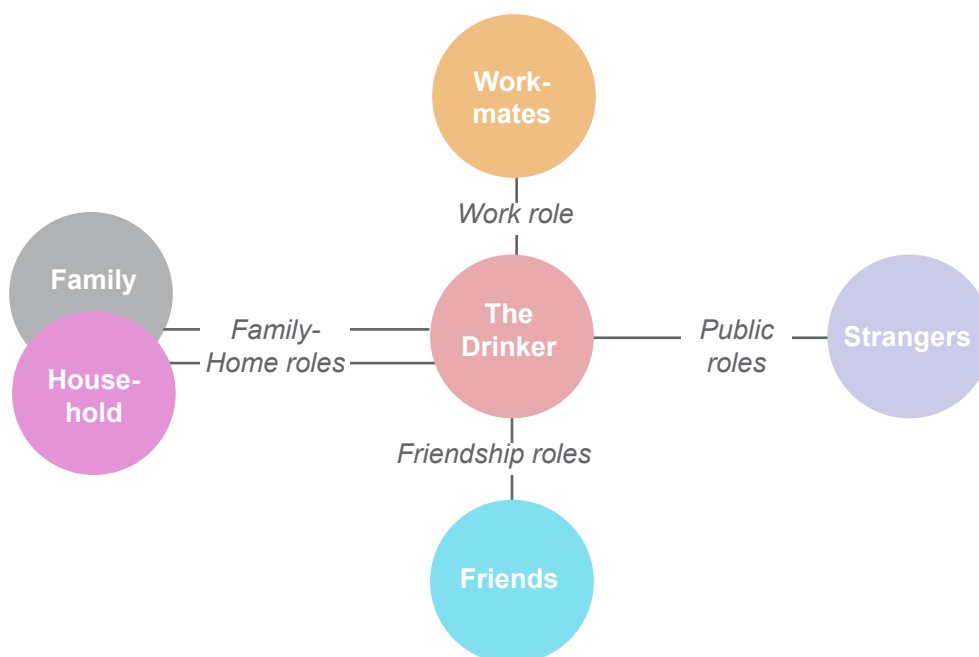 Work-
mates
Work role
Family
Family-
Home roles
House-
hold
The
Drinker
Public
roles
Strangers
Friendship roles
Friends